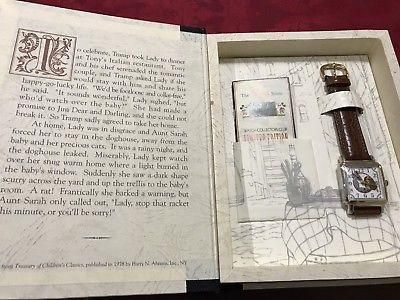 To celebrate, Tramp took Lady to dinner
at Tony's Italian restaurant. Tony
and his chef serenaded the romantic
couple, and Tramp asked Lady if she
happy-go-lucky life. "We'd be footloose and collar-free,"
he said. "It sounds wonderful," Lady sighed, "but
who'd watch over the baby?" She had made a
promise to Jim Dear and Darling, and she could not
break it. So Tramp sadly agreed to take her home.
At home, Lady was in disgrace and Aunt Sarah
forced her to stay in the doghouse, away from the
baby and her precious cats. It was a rainy night, and
the doghouse leaked. Miserably, Lady kept watch
over her snug warm home where a light burned in
the baby's window. Suddenly she saw a dark shape
scurry across the yard and up the trellis to the baby's
room. A rat! Frantically she barked a warning, but
Aunt Sarah only called out, "Lady, stop that racket
this minute, or you'll be sorry!"
Treasury of Children's Classics, published in 1978 by Harry N. Abrams, Inc., NY
The
Store
WATCH COLLECTORS CLUB
LIMITED EDITION